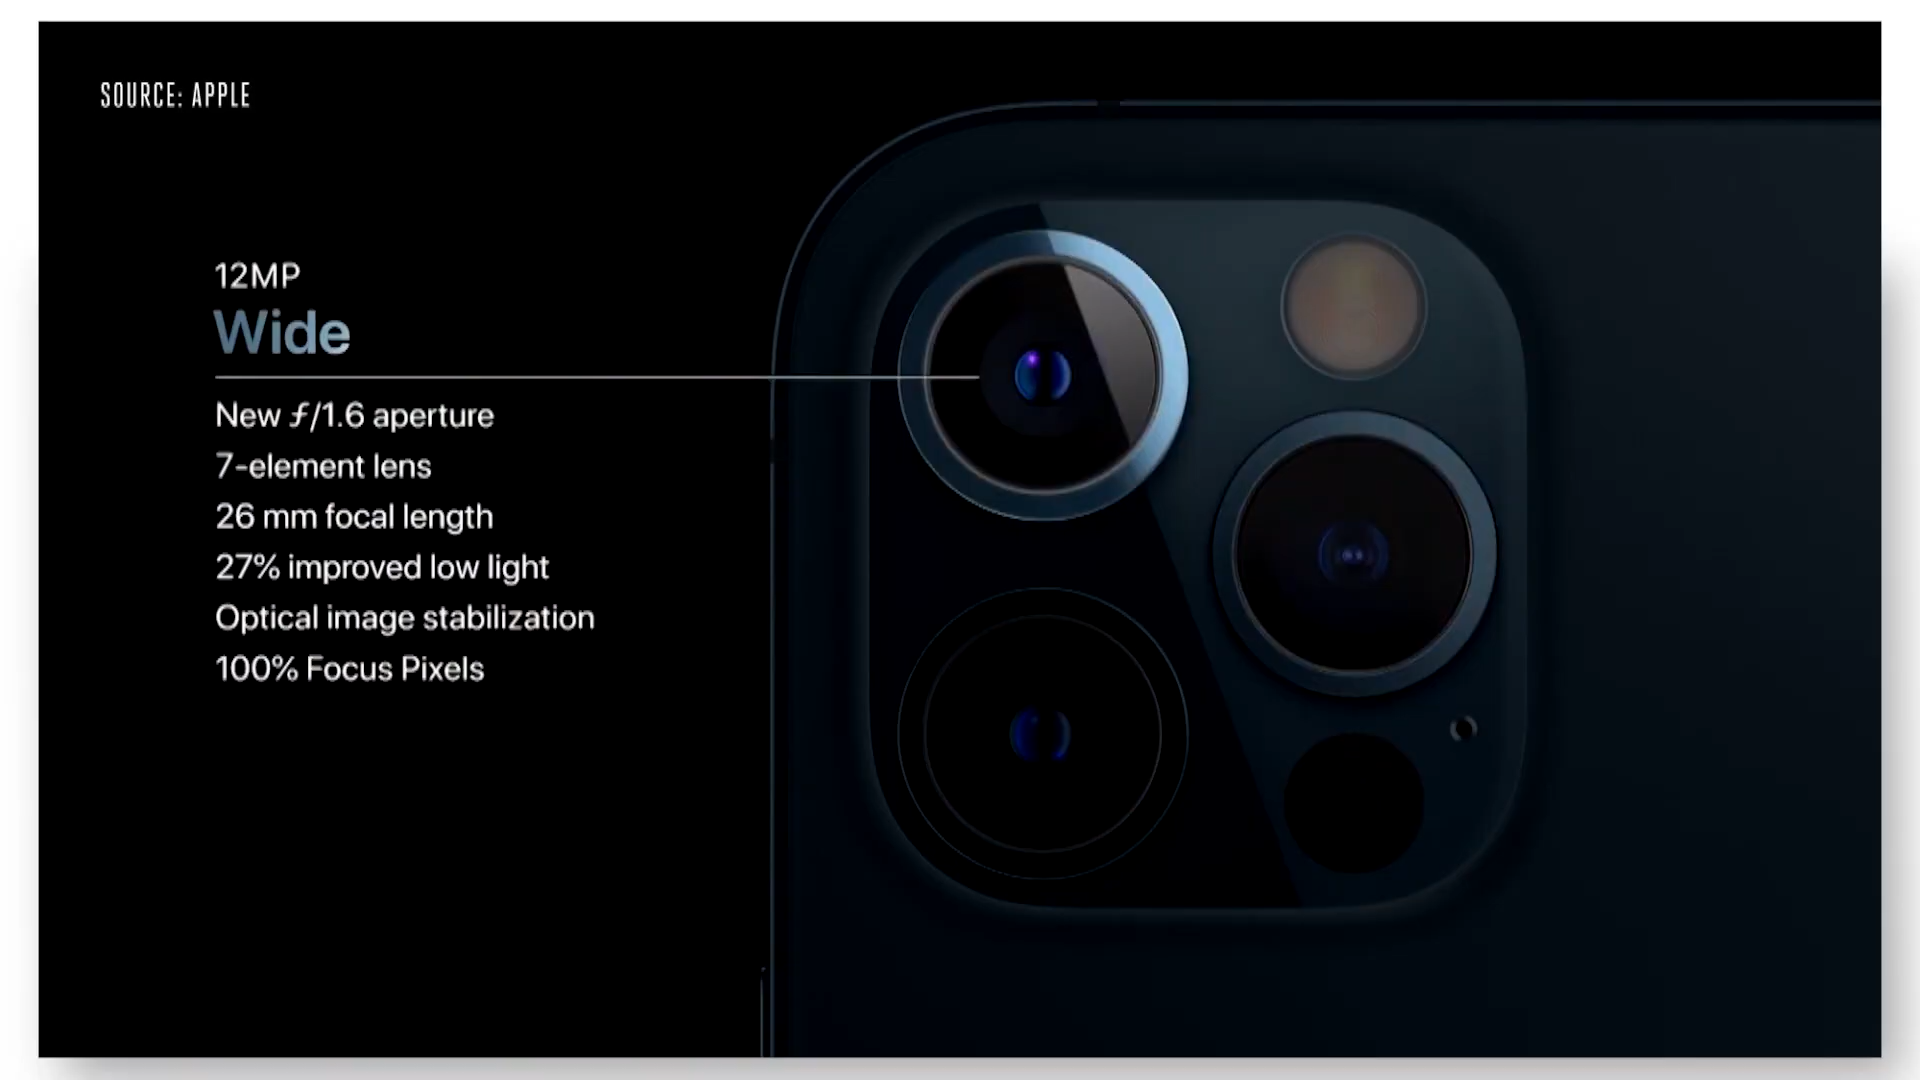 SOURCE: APPLE
12MP
Wide
New ƒ/1.6 aperture
7-element lens
26 mm focal length
27% improved low light
Optical image stabilization
100% Focus Pixels